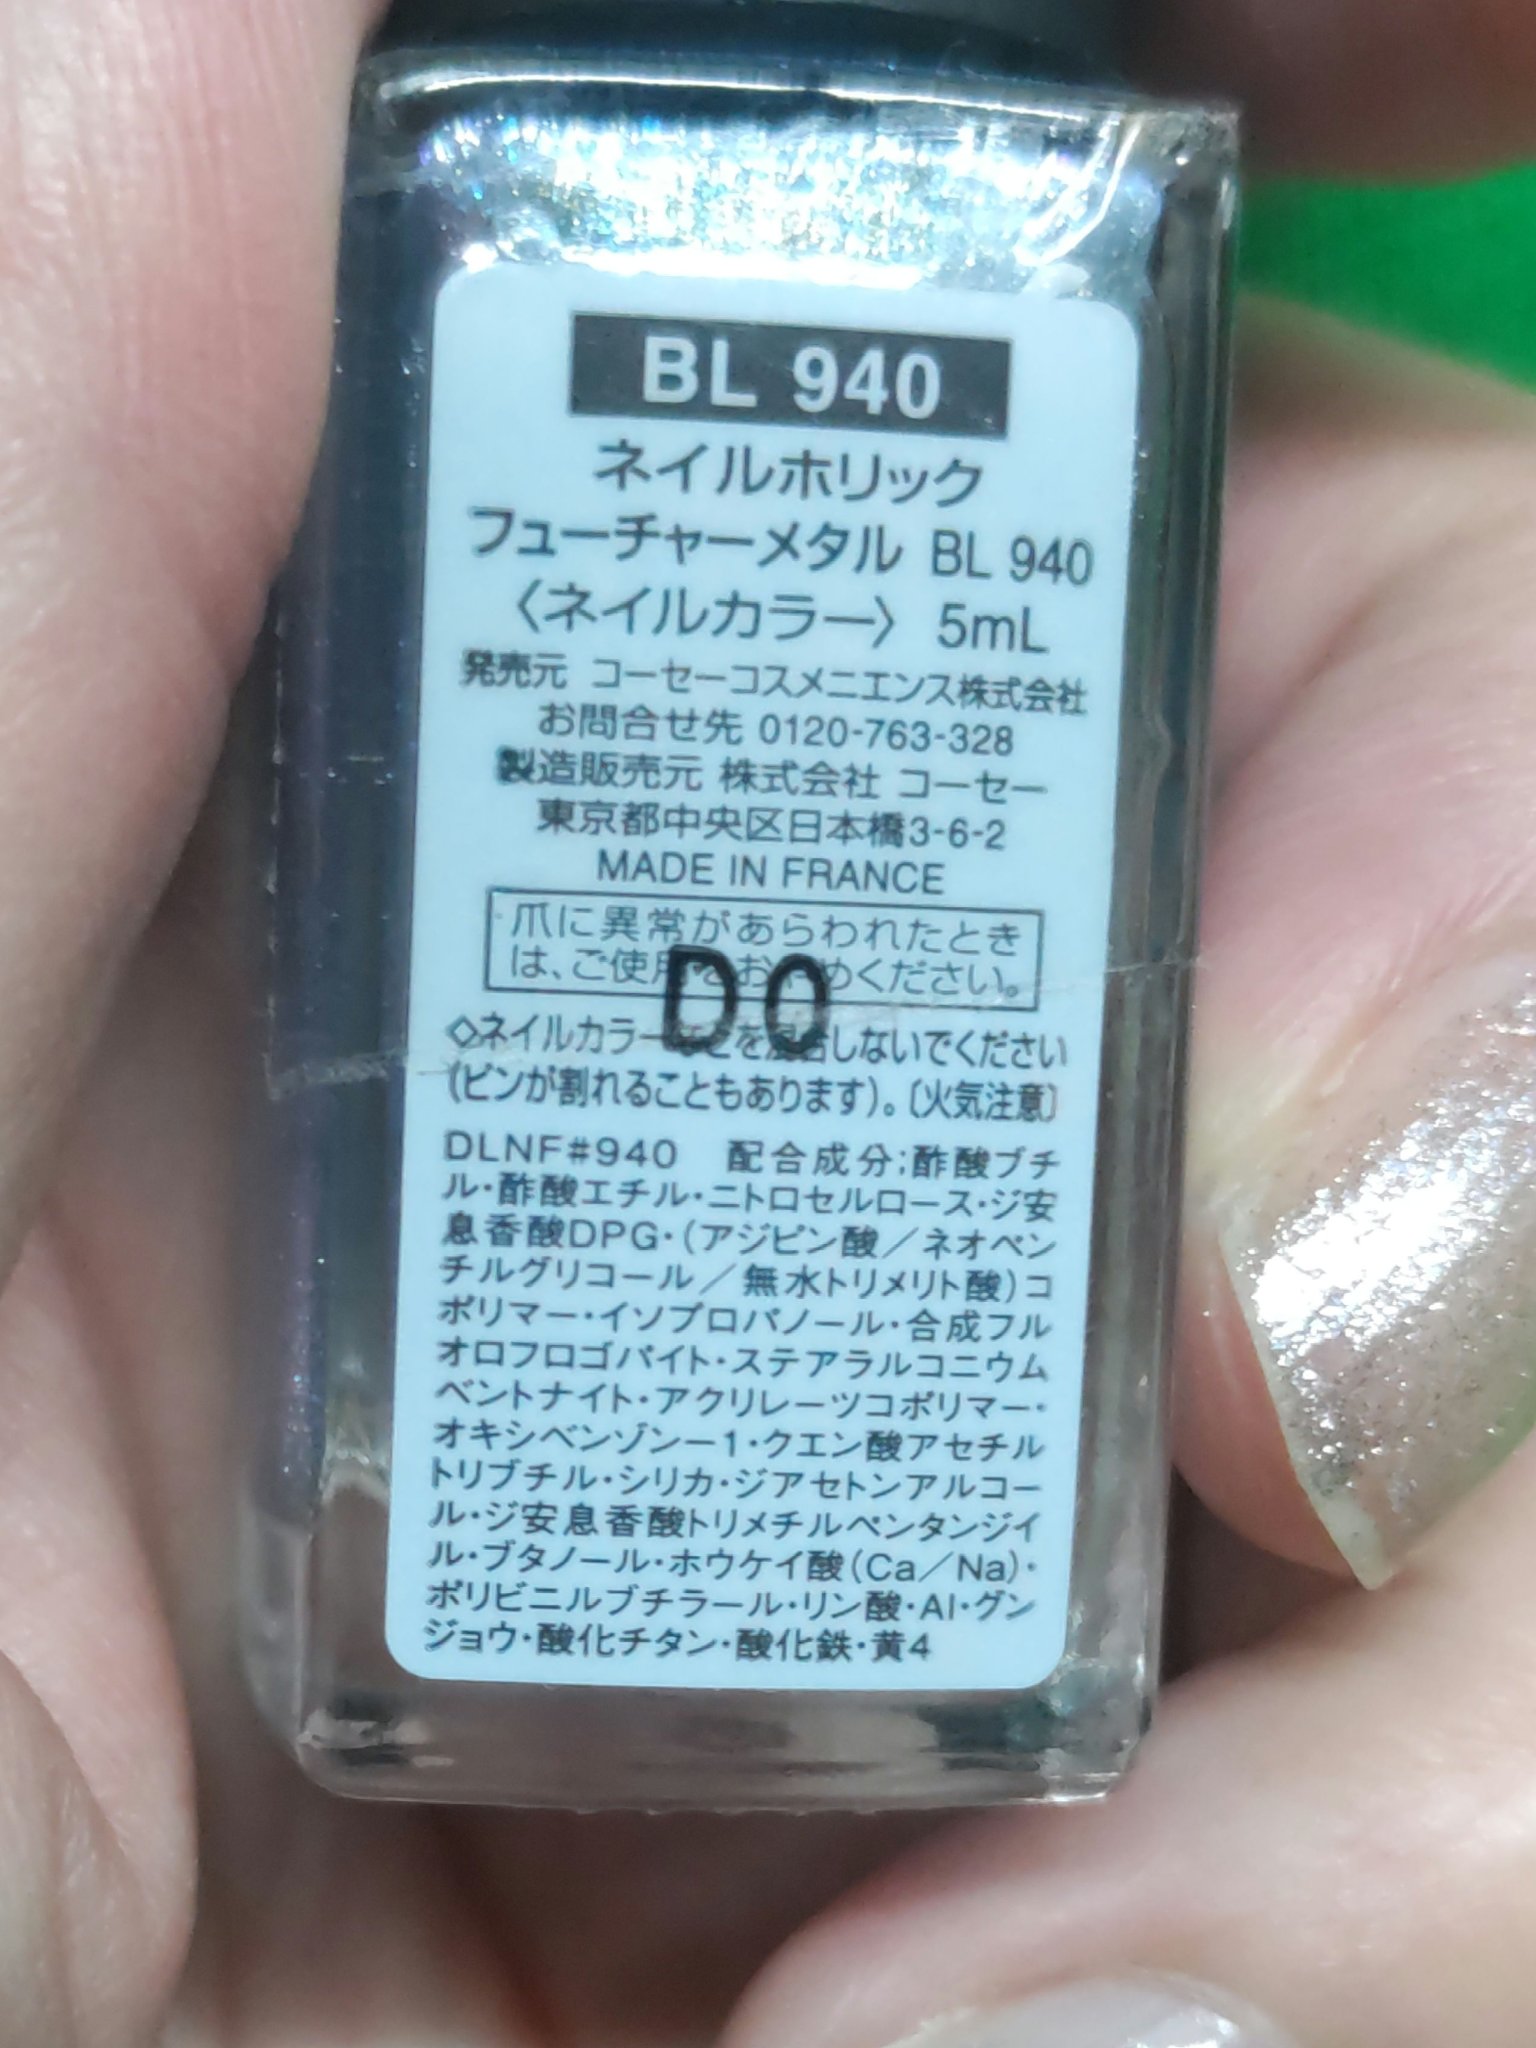 BL 940
ネイルホリック
フューチャーメタル BL 940
〈ネイルカラー〉 5mL
発売元 コーセーコスメニエンス株式会社
お問合せ先 0120-763-328
製造販売元 株式会社 コーセー
東京都中央区日本橋3-6-2
MADE IN FRANCE
爪に異常があらわれたとき
は、ご使用をおやめください。
DO
◇ネイルカラーなどを混合しないでください
(ビンが割れることもあります)。〔火気注意〕
DLNF#940 配合成分;酢酸ブチ
ル・酢酸エチル・ニトロセルロース・ジ安
息香酸DPG・(アジピン酸/ネオペン
チルグリコール/無水トリメリト酸)コ
ポリマー・イソプロパノール・合成フル
オロフロゴパイト・ステアラルコニウム
ベントナイト・アクリレーツコポリマー・
オキシベンゾン-1・クエン酸アセチル
トリブチル・シリカ・ジアセトンアルコー
ル・ジ安息香酸トリメチルペンタンジイ
ル・ブタノール・ホウケイ酸(Ca/Na)・
ポリビニルブチラール・リン酸・Al・グン
ジョウ・酸化チタン・酸化鉄・黄4